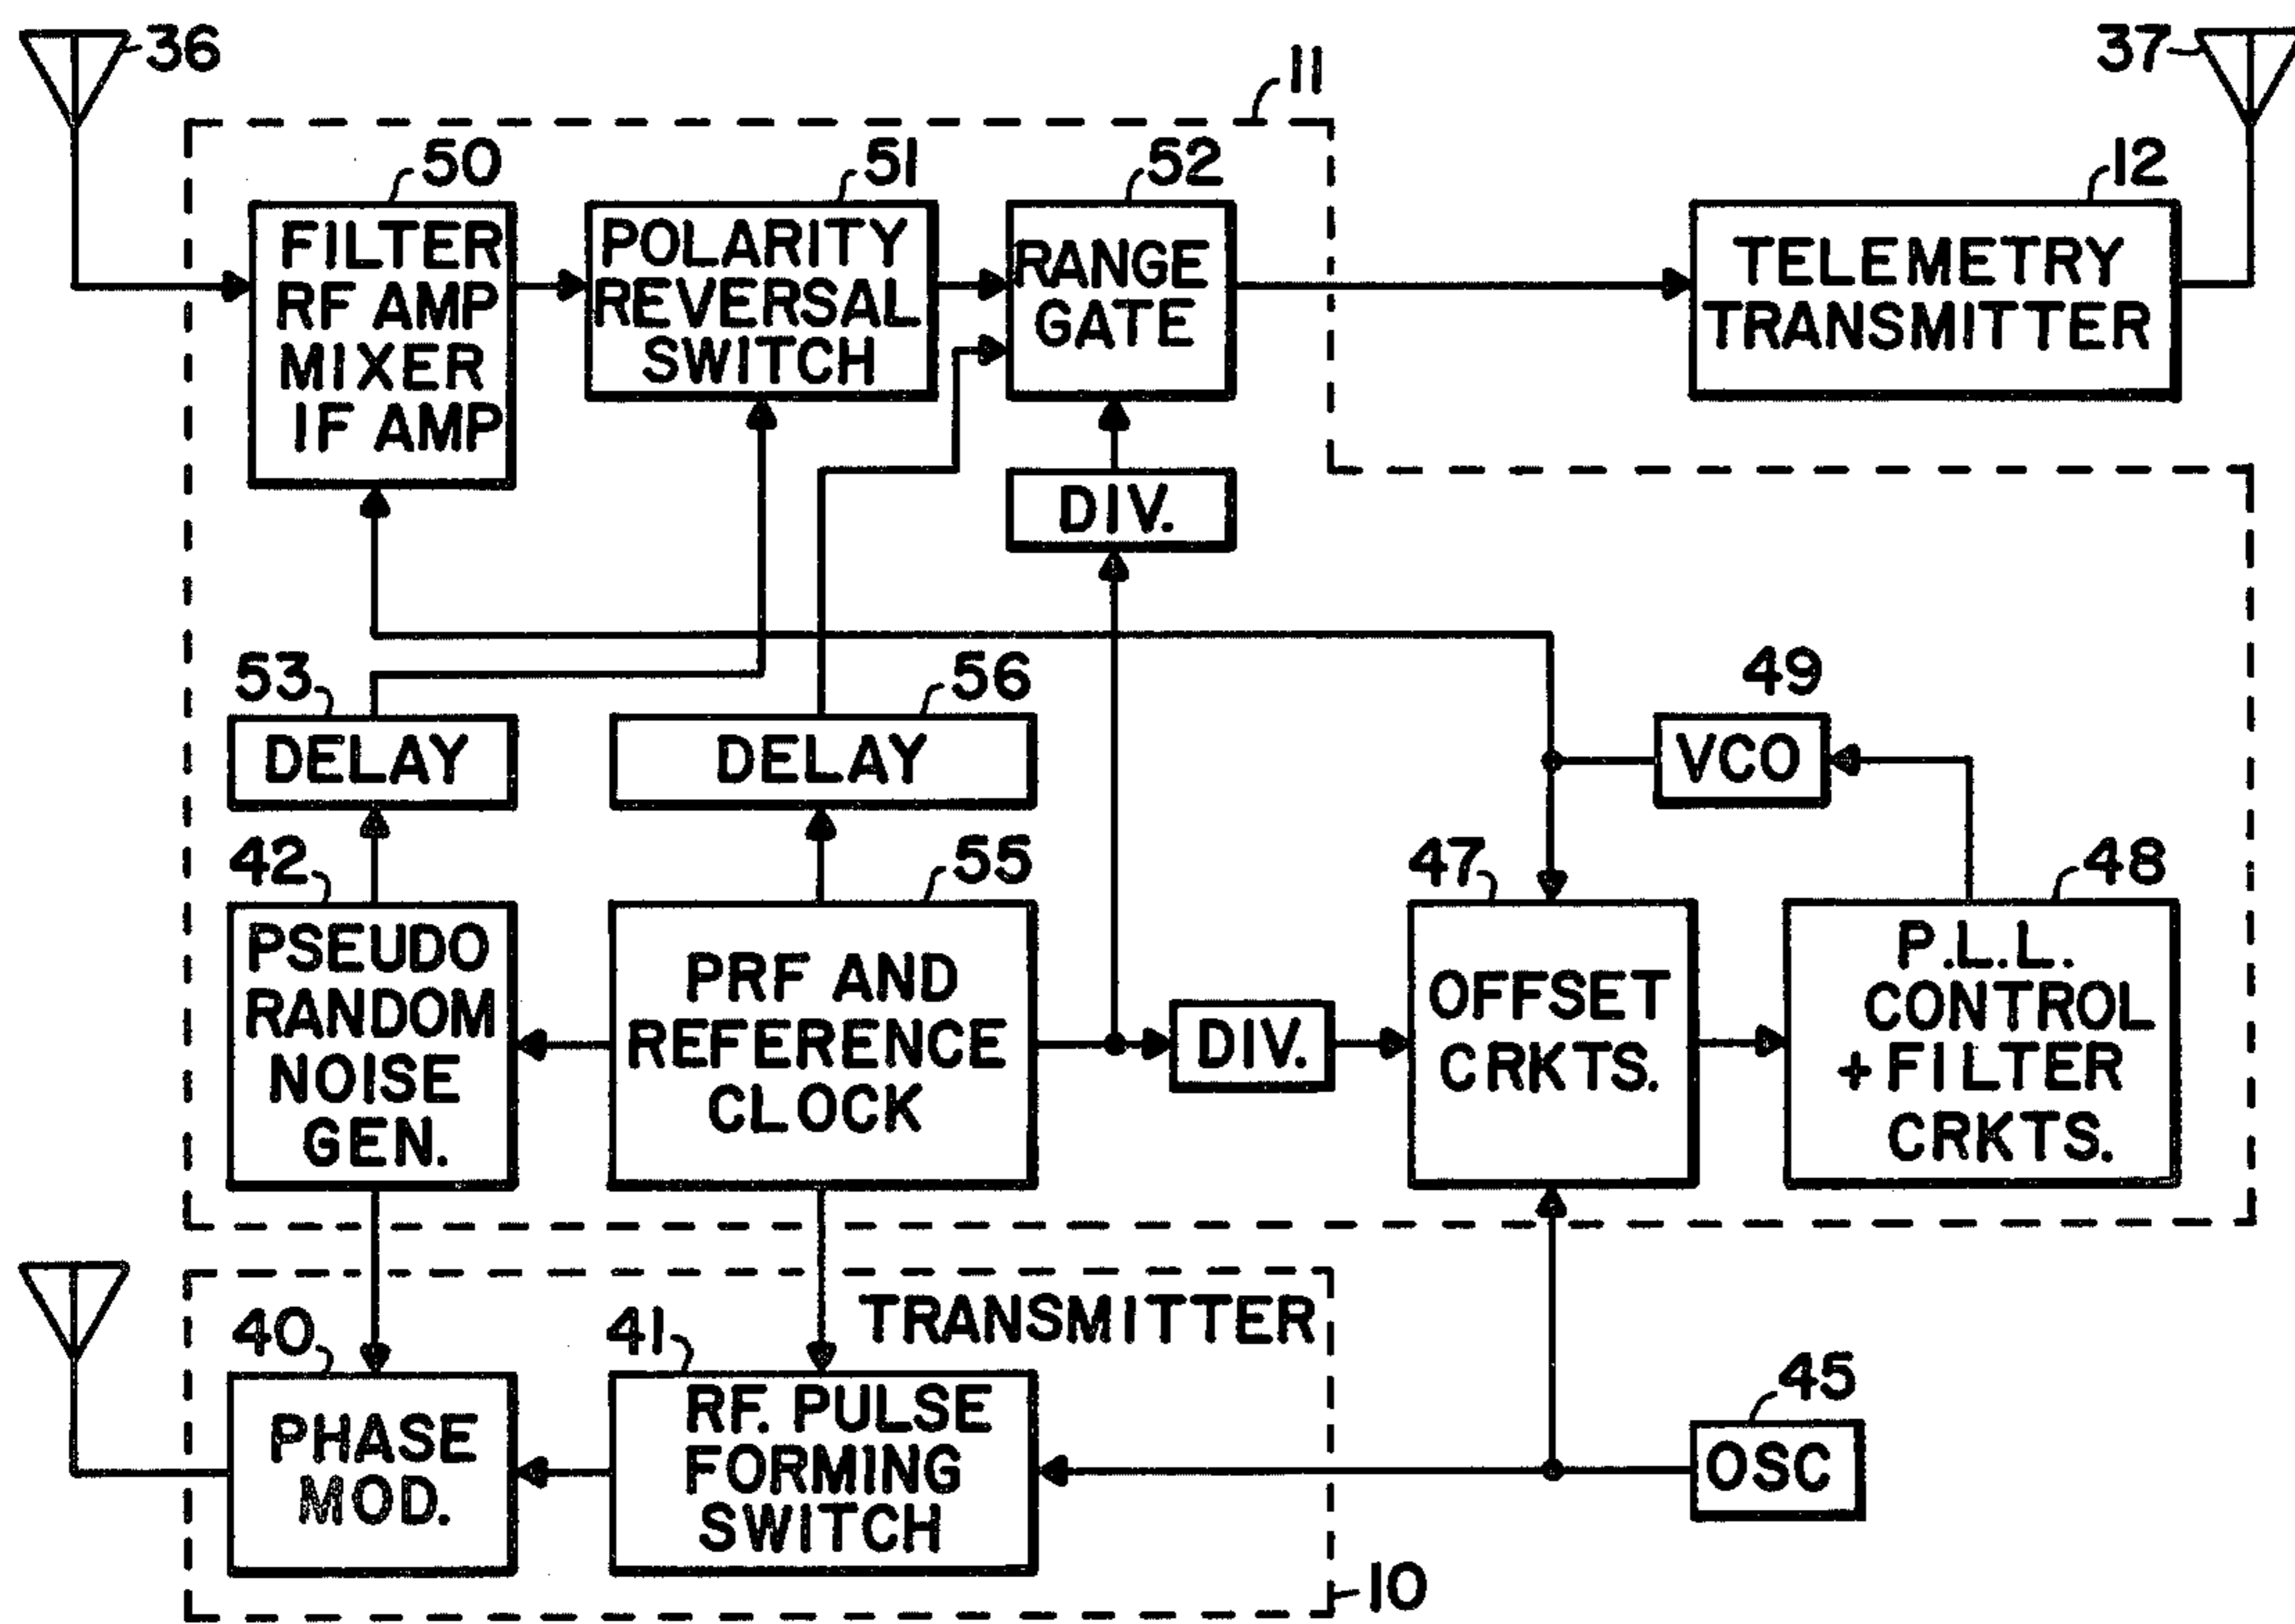 36
11
37
50
51
52
12
FILTER
RF AMP
MIXER
IF AMP
POLARITY
REVERSAL
SWITCH
RANGE
GATE
TELEMETRY
TRANSMITTER
DIV.
53
DELAY
56
DELAY
49
VCO
42
PSEUDO
RANDOM
NOISE
GEN.
55
PRF AND
REFERENCE
CLOCK
DIV.
47
OFFSET
CRKTS.
48
P.L.L.
CONTROL
+ FILTER
CRKTS.
TRANSMITTER
40
PHASE
MOD.
41
RF. PULSE
FORMING
SWITCH
45
OSC
10